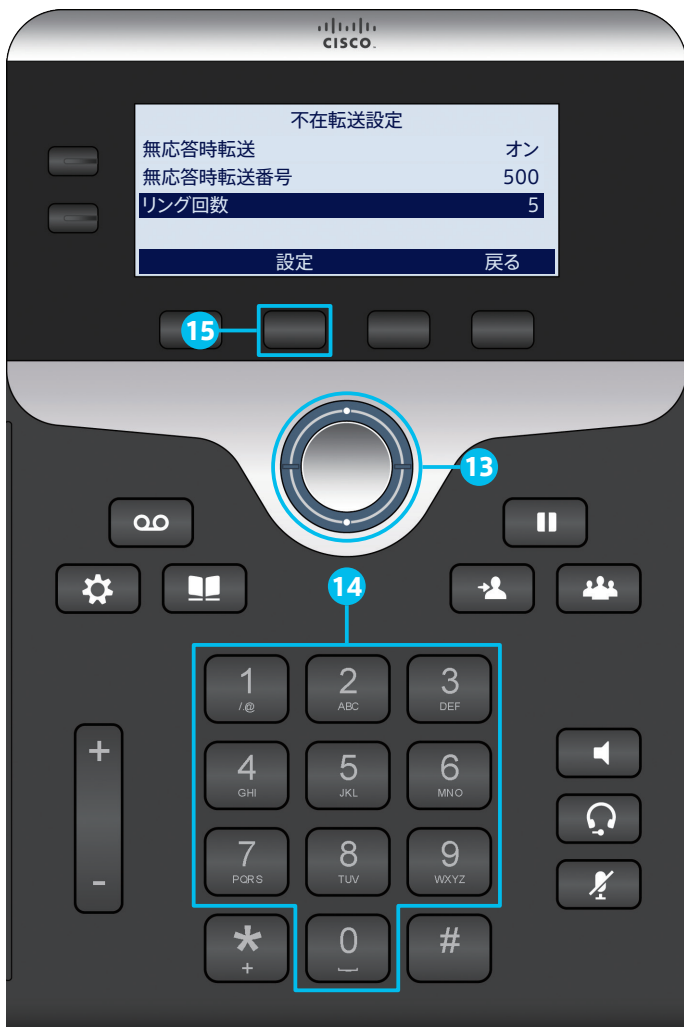 CISCO.
不在転送設定
無応答時転送 オン
無応答時転送番号 500
リング回数 5
設定 戻る
15
13
14
1 2 3
/.@ ABC DEF
4 5 6
GHI JKL MNO
7 8 9
PQRS TUV WXYZ
* 0 #
+
+
-